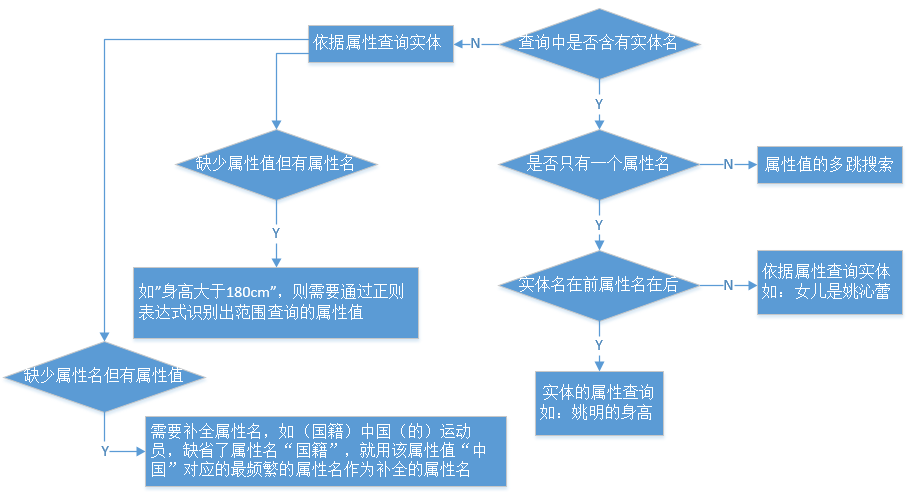 查询中是否含有实体名
N
依据属性查询实体
Y
缺少属性值但有属性名
是否只有一个属性名
N
属性值的多跳搜索
Y
Y
如”身高大于180cm”，则需要通过正则
表达式识别出范围查询的属性值
实体名在前属性名在后
N
依据属性查询实体
如：女儿是姚沁蕾
Y
缺少属性名但有属性值
实体的属性查询
如：姚明的身高
Y
需要补全属性名，如（国籍）中国（的）运动
员，缺省了属性名“国籍”，就用该属性值“中
国”对应的最频繁的属性名作为补全的属性名